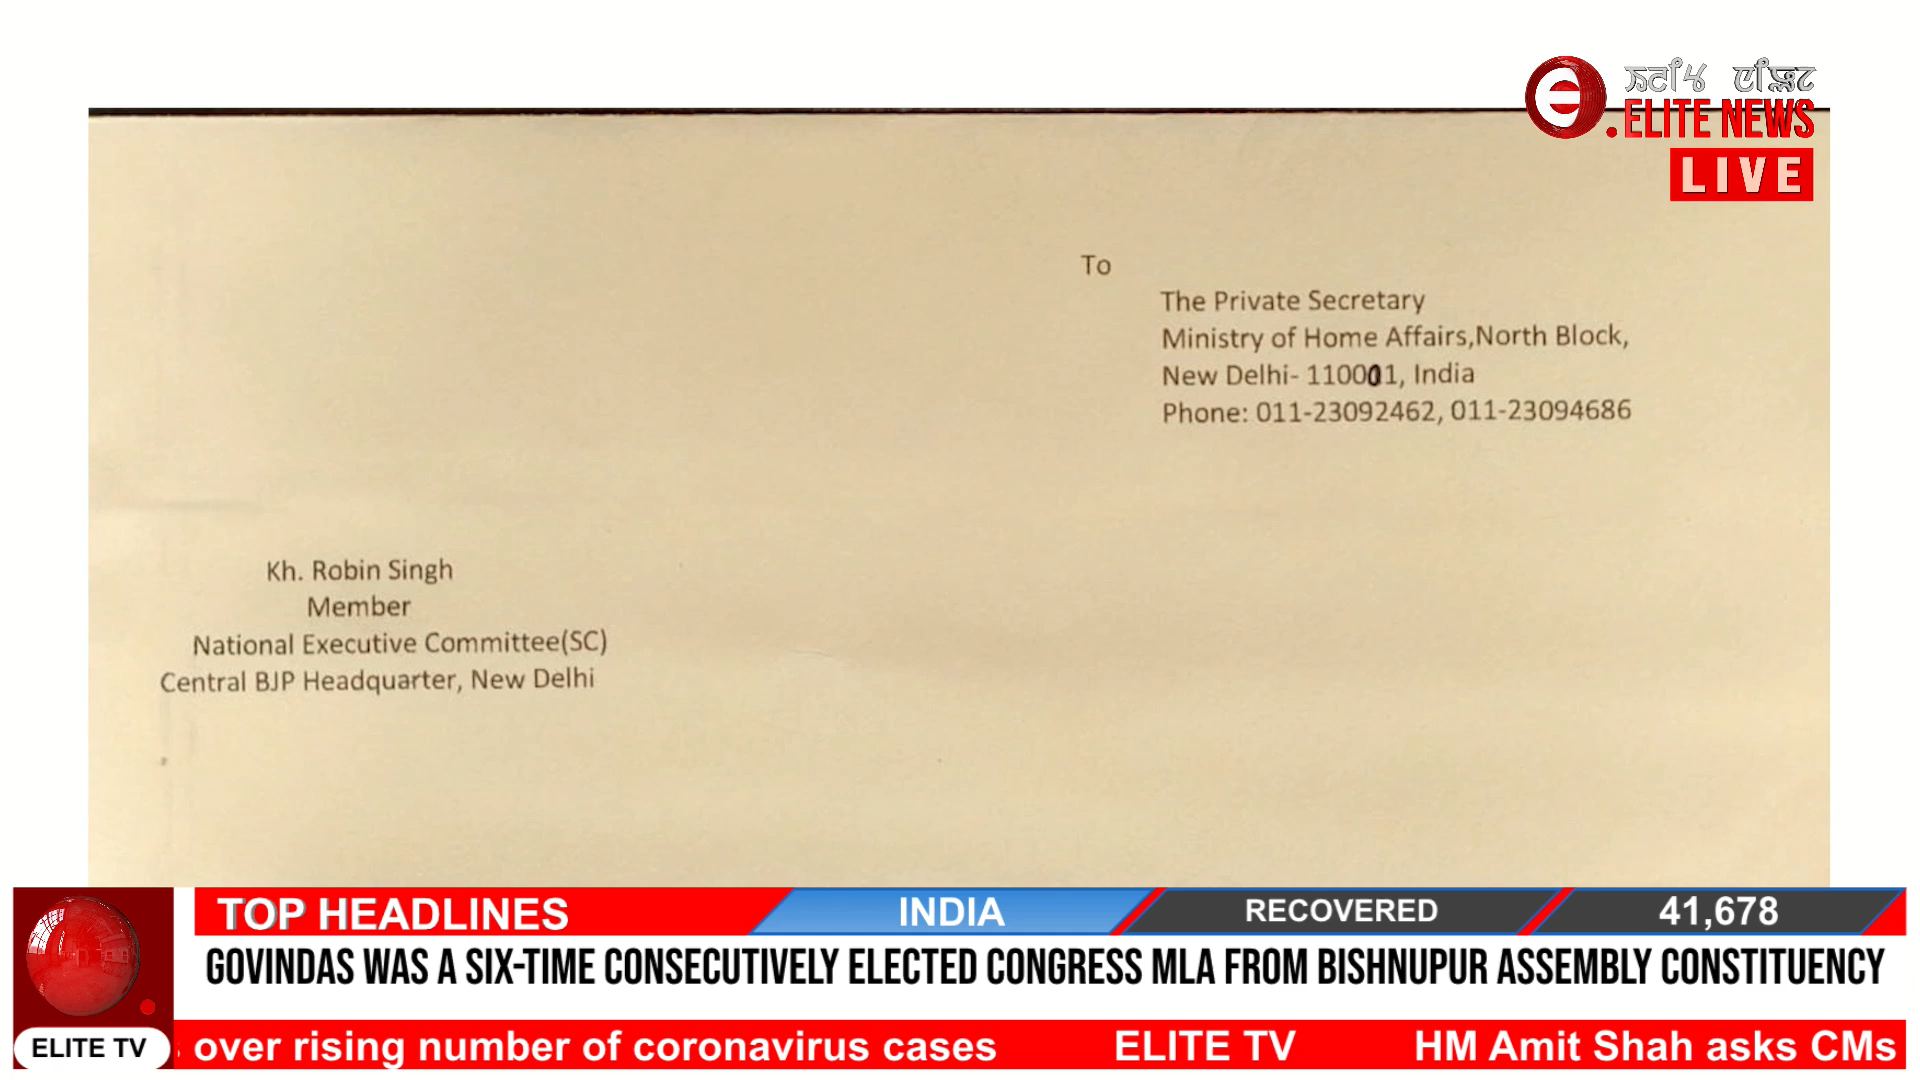 ELITE NEWS
LIVE
To
The Private Secretary
Ministry of Home Affairs,North Block,
New Delhi- 110001, India
Phone: 011-23092462, 011-23094686
Kh. Robin Singh
Member
National Executive Committee(SC)
Central BJP Headquarter, New Delhi
TOP HEADLINES INDIA RECOVERED 41,678
GOVINDAS WAS A SIX-TIME CONSECUTIVELY ELECTED CONGRESS MLA FROM BISHNUPUR ASSEMBLY CONSTITUENCY
ELITE TV over rising number of coronavirus cases ELITE TV HM Amit Shah asks CMs